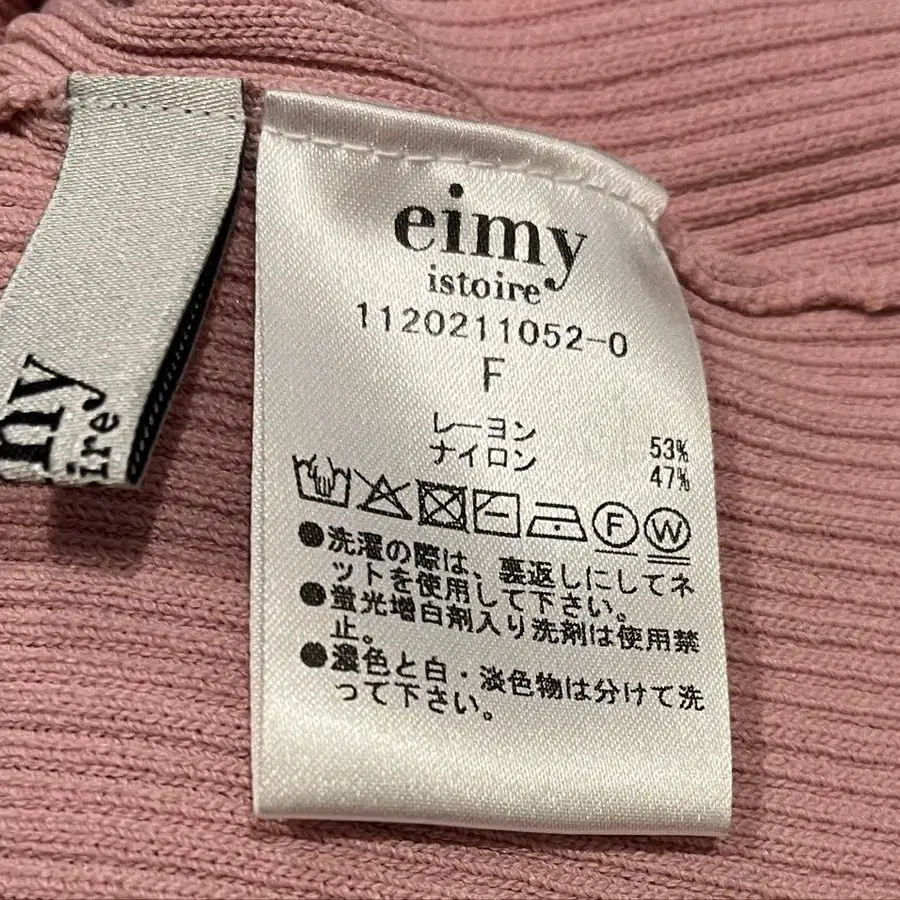 eimy
istoire
1120211052-0
F
レーヨン 53%
ナイロン 47%
F W
●洗濯の際は、裏返しにしてネ
ットを使用して下さい。
●蛍光増白剤入り洗剤は使用禁
止。
●濃色と白・淡色物は分けて洗
って下さい。
my
ire